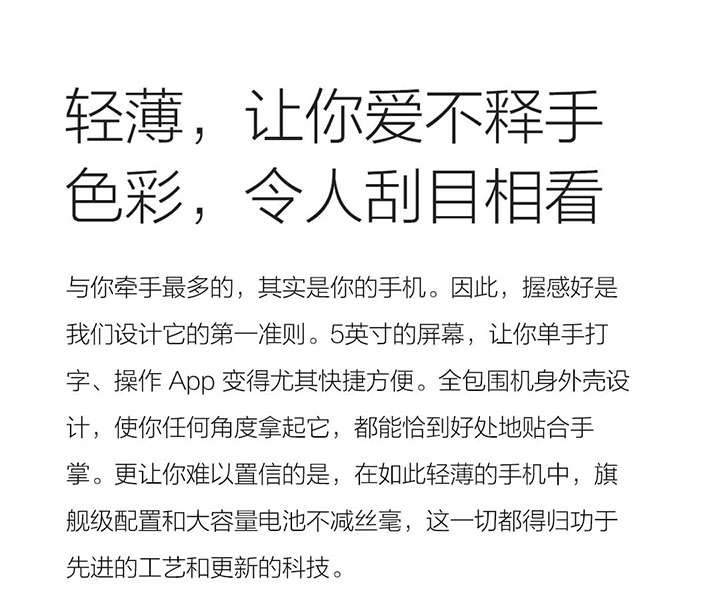 轻薄，让你爱不释手
色彩，令人刮目相看
与你牵手最多的，其实是你的手机。因此，握感好是
我们设计它的第一准则。5英寸的屏幕，让你单手打
字、操作 App 变得尤其快捷方便。全包围机身外壳设
计，使你任何角度拿起它，都能恰到好处地贴合手
掌。更让你难以置信的是，在如此轻薄的手机中，旗
舰级配置和大容量电池不减丝毫，这一切都得归功于
先进的工艺和更新的科技。